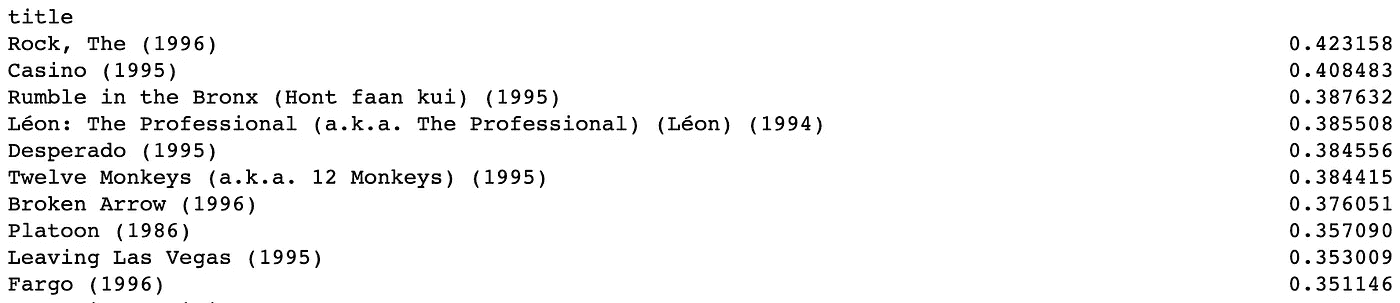 title
Rock, The (1996) 0.423158
Casino (1995) 0.408483
Rumble in the Bronx (Hont faan kui) (1995) 0.387632
Léon: The Professional (a.k.a. The Professional) (Léon) (1994) 0.385508
Desperado (1995) 0.384556
Twelve Monkeys (a.k.a. 12 Monkeys) (1995) 0.384415
Broken Arrow (1996) 0.376051
Platoon (1986) 0.357090
Leaving Las Vegas (1995) 0.353009
Fargo (1996) 0.351146